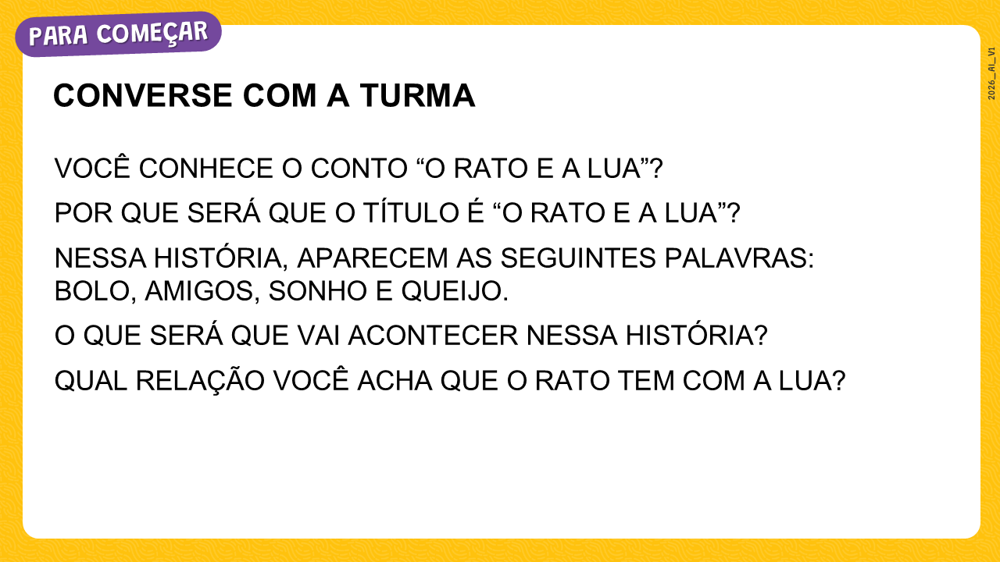 PARA COMEÇAR
2026_AI_V1
CONVERSE COM A TURMA
VOCÊ CONHECE O CONTO “O RATO E A LUA”?
POR QUE SERÁ QUE O TÍTULO É “O RATO E A LUA”?
NESSA HISTÓRIA, APARECEM AS SEGUINTES PALAVRAS:
BOLO, AMIGOS, SONHO E QUEIJO.
O QUE SERÁ QUE VAI ACONTECER NESSA HISTÓRIA?
QUAL RELAÇÃO VOCÊ ACHA QUE O RATO TEM COM A LUA?